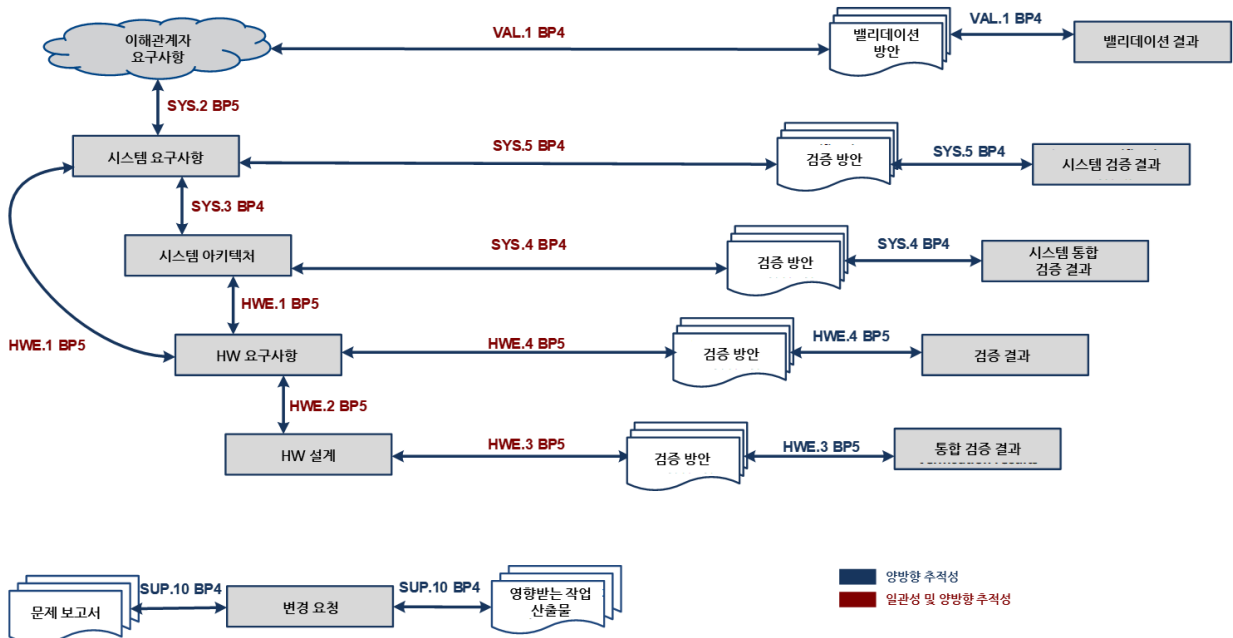 이해관계자
요구사항
VAL.1 BP4
밸리데이션
방안
VAL.1 BP4
밸리데이션 결과
SYS.2 BP5
시스템 요구사항
SYS.5 BP4
검증 방안
SYS.5 BP4
시스템 검증 결과
SYS.3 BP4
시스템 아키텍처
SYS.4 BP4
검증 방안
SYS.4 BP4
시스템 통합
검증 결과
HWE.1 BP5
HWE.1 BP5
HW 요구사항
HWE.4 BP5
검증 방안
HWE.4 BP5
검증 결과
HWE.2 BP5
HW 설계
HWE.3 BP5
검증 방안
HWE.3 BP5
통합 검증 결과
문제 보고서
SUP.10 BP4
변경 요청
SUP.10 BP4
영향받는 작업
산출물
양방향 추적성
일관성 및 양방향 추적성